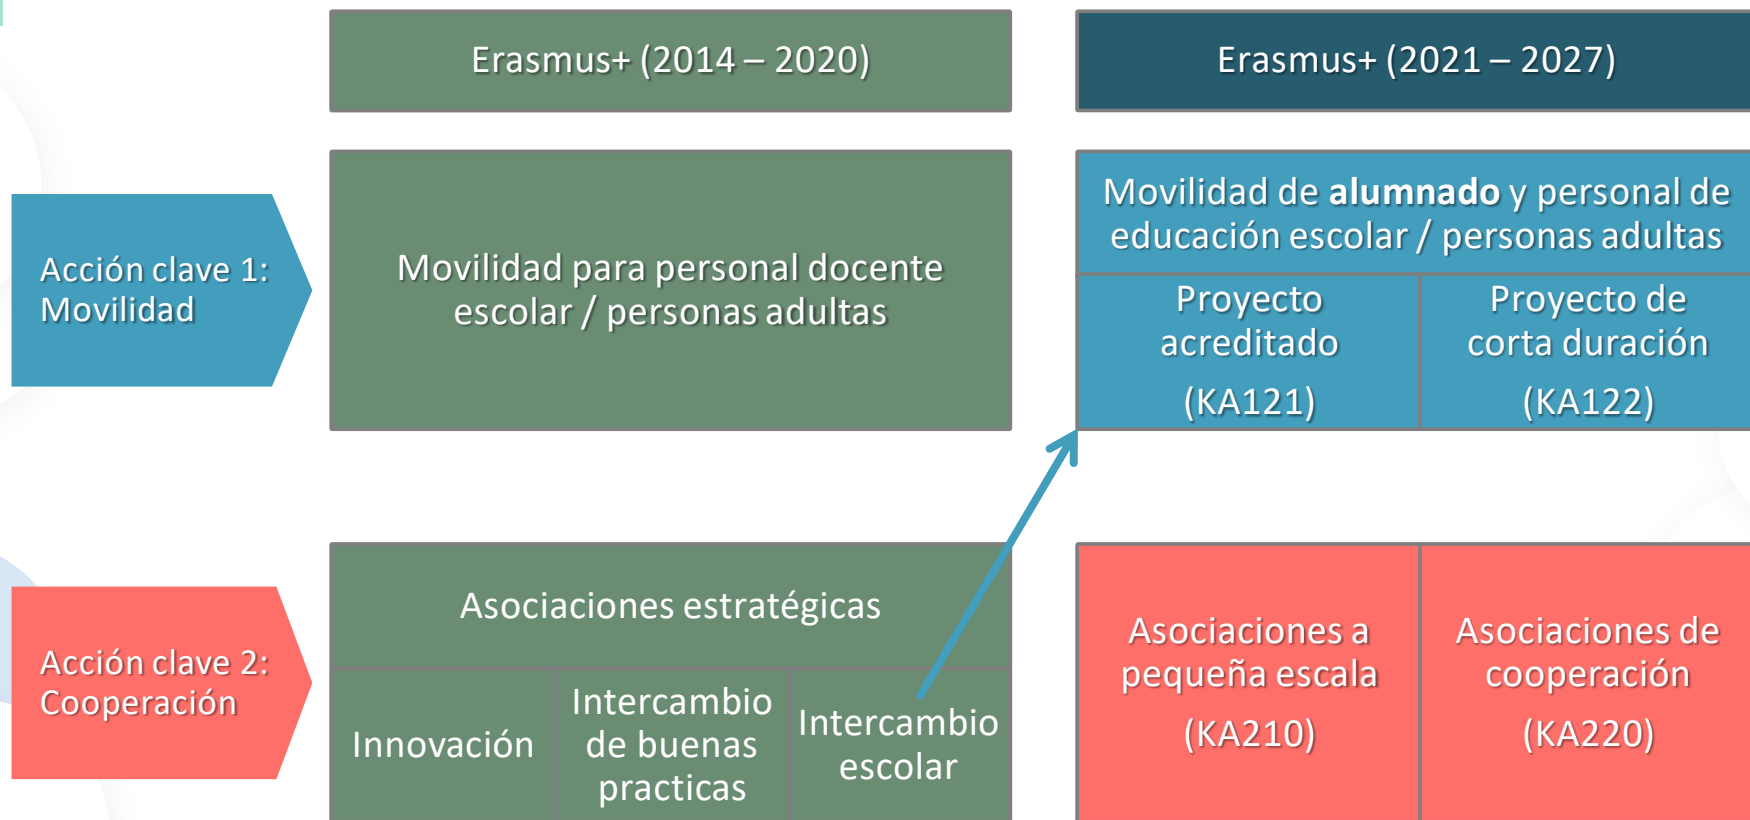 Erasmus+ (2014 – 2020)
Erasmus+ (2021 – 2027)
Acción clave 1:
Movilidad
Movilidad para personal docente
escolar / personas adultas
Movilidad de alumnado y personal de
educación escolar / personas adultas
Proyecto
acreditado
(KA121)
Proyecto de
corta duración
(KA122)
Acción clave 2:
Cooperación
Asociaciones estratégicas
Innovación
Intercambio
de buenas
practicas
Intercambio
escolar
Asociaciones a
pequeña escala
(KA210)
Asociaciones de
cooperación
(KA220)